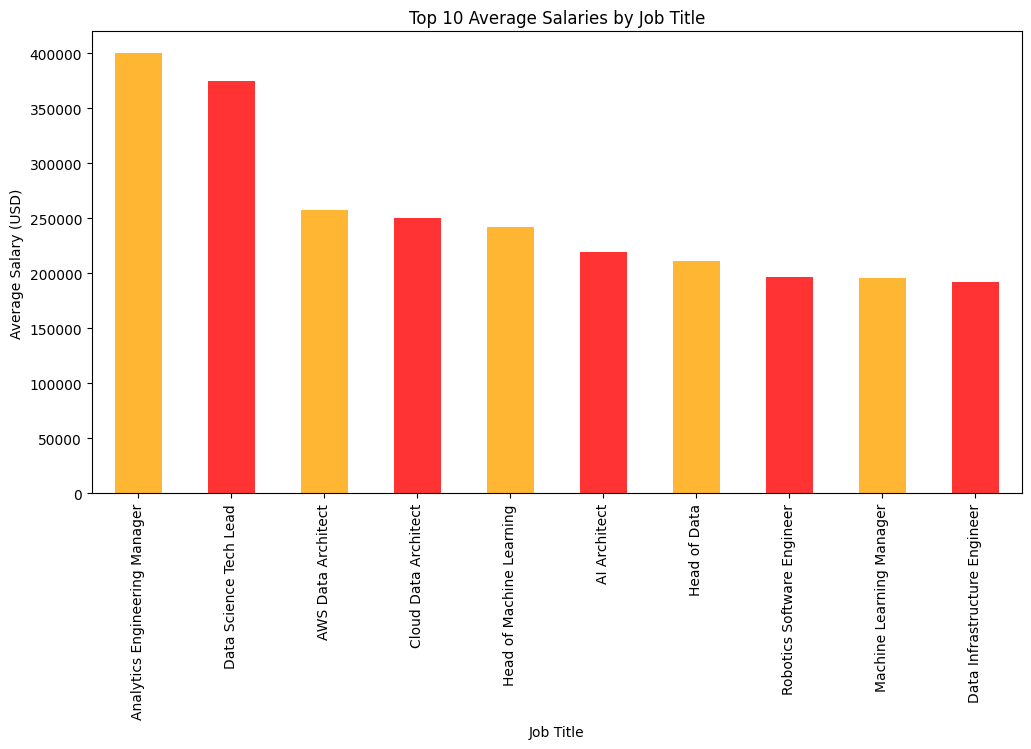 Top 10 Average Salaries by Job Title
Average Salary (USD)
400000
350000
300000
250000
200000
150000
100000
50000
0
Analytics Engineering Manager
Data Science Tech Lead
AWS Data Architect
Cloud Data Architect
Head of Machine Learning
AI Architect
Head of Data
Robotics Software Engineer
Machine Learning Manager
Data Infrastructure Engineer
Job Title